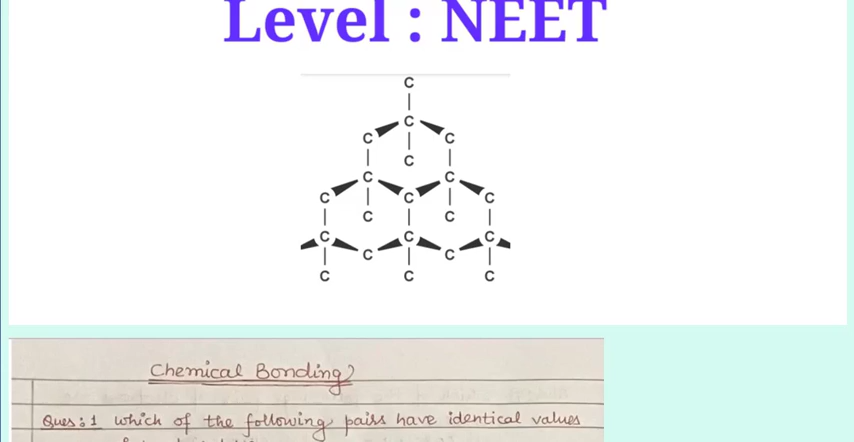 Level : NEET
C
C
C C
C
C C
C C C
C C
C C C
C C
C C C
Chemical Bonding
Ques:1 which of the following pairs have identical values